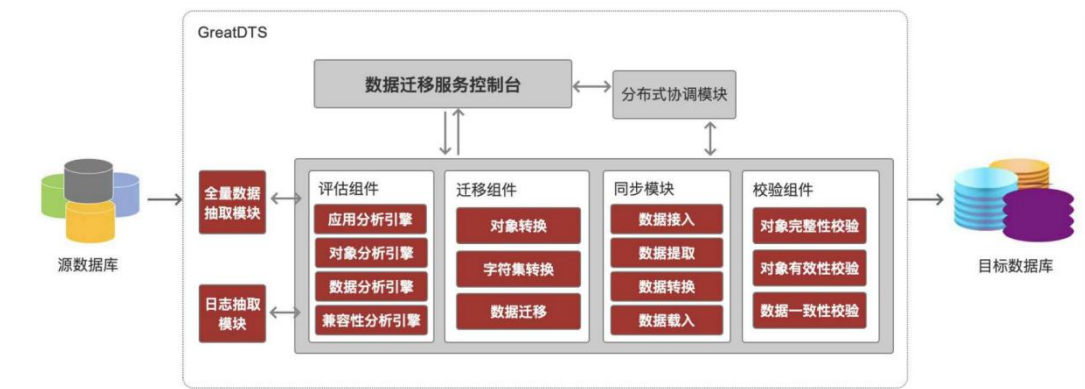 GreatDTS
数据迁移服务控制台
分布式协调模块
源数据库
全量数据
抽取模块
日志抽取
模块
评估组件
应用分析引擎
对象分析引擎
数据分析引擎
兼容性分析引擎
迁移组件
对象转换
字符集转换
数据迁移
同步模块
数据接入
数据提取
数据转换
数据载入
校验组件
对象完整性校验
对象有效性校验
数据一致性校验
目标数据库